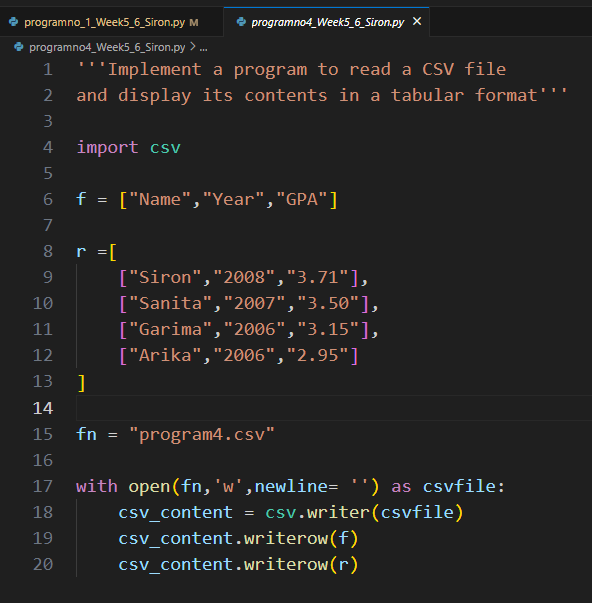 programno_1_Week5_6_Siron.py M
programno4_Week5_6_Siron.py ×
programno4_Week5_6_Siron.py > ...
1 '''Implement a program to read a CSV file
2 and display its contents in a tabular format'''
3
4 import csv
5
6 f = ["Name","Year","GPA"]
7
8 r =[
9 ["Siron","2008","3.71"],
10 ["Sanita","2007","3.50"],
11 ["Garima","2006","3.15"],
12 ["Arika","2006","2.95"]
13 ]
14
15 fn = "program4.csv"
16
17 with open(fn,'w',newline= '') as csvfile:
18 csv_content = csv.writer(csvfile)
19 csv_content.writerow(f)
20 csv_content.writerow(r)